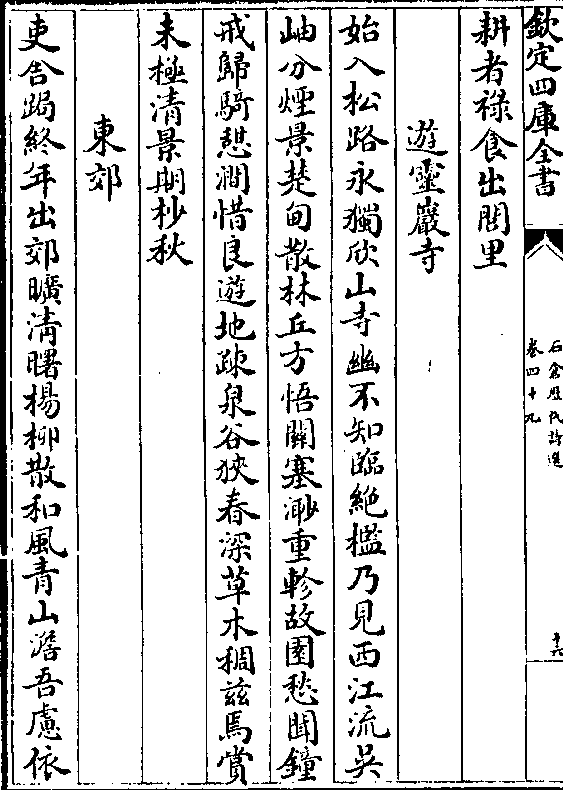 欽定四庫全書
石倉歷代詩選
卷四十九
十六
耕者祿食出閭里
遊靈巖寺
始入松路永獨欣山寺幽不知臨絶檻乃見西江流吳
岫分煙景楚甸散林丘方悟關塞渺重軫故園愁聞鐘
戒歸騎憇澗惜良遊地疎泉谷狹春深草木稠兹焉賞
未極清景期杪秋
東郊
吏舎跼終年出郊曠清曙楊柳散和風青山澹吾慮依